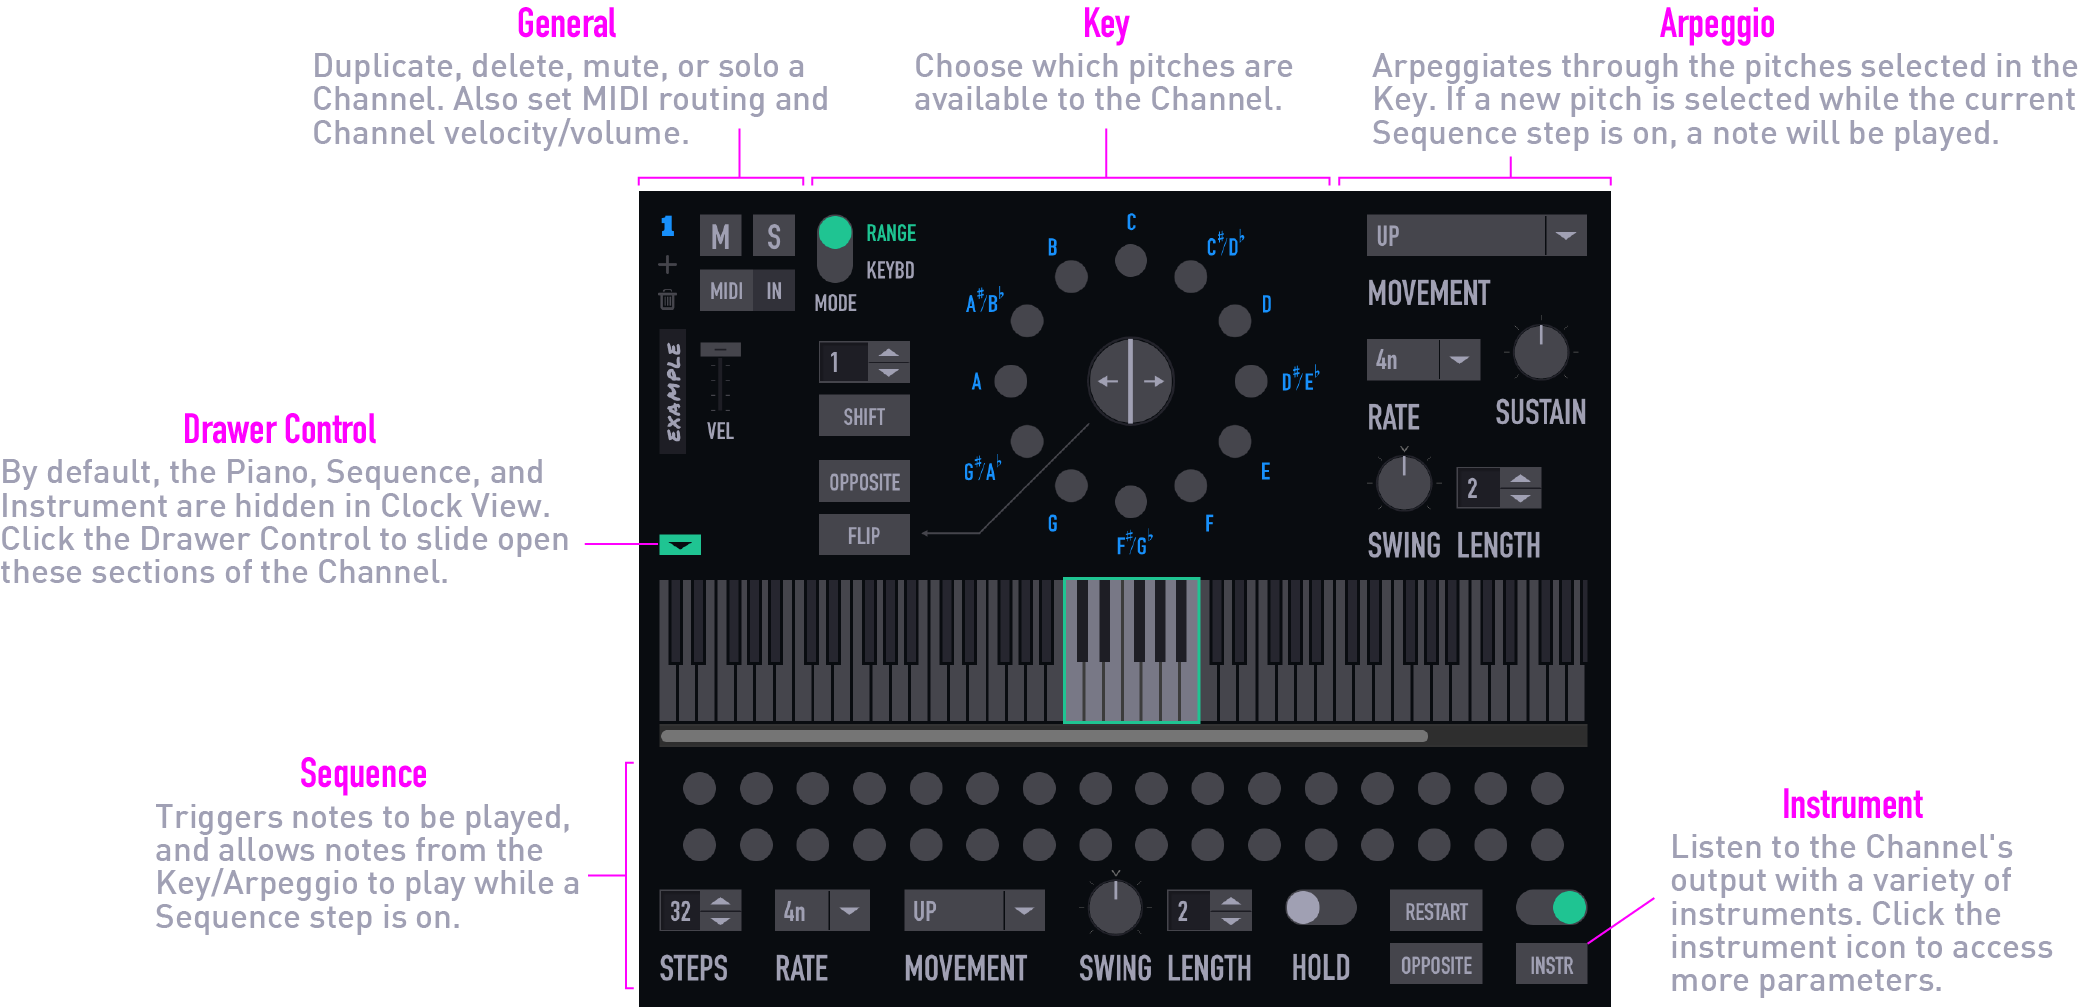 General
Duplicate, delete, mute, or solo a
Channel. Also set MIDI routing and
Channel velocity/volume.
Key
Choose which pitches are
available to the Channel.
Arpeggio
Arpeggiates through the pitches selected in the
Key. If a new pitch is selected while the current
Sequence step is on, a note will be played.
1
M
S
MIDI
IN
EXAMPLE
VEL
RANGE
KEYBD
MODE
1
SHIFT
OPPOSITE
FLIP
C
C#/D♭
D
D#/E♭
E
F
F#/G♭
G
G#/A♭
A
A#/B♭
B
UP
MOVEMENT
4n
RATE
SUSTAIN
SWING
2
LENGTH
Drawer Control
By default, the Piano, Sequence, and
Instrument are hidden in Clock View.
Click the Drawer Control to slide open
these sections of the Channel.
Sequence
Triggers notes to be played,
and allows notes from the
Key/Arpeggio to play while a
Sequence step is on.
32
STEPS
4n
RATE
UP
MOVEMENT
SWING
2
LENGTH
HOLD
RESTART
OPPOSITE
INSTR
Instrument
Listen to the Channel's
output with a variety of
instruments. Click the
instrument icon to access
more parameters.